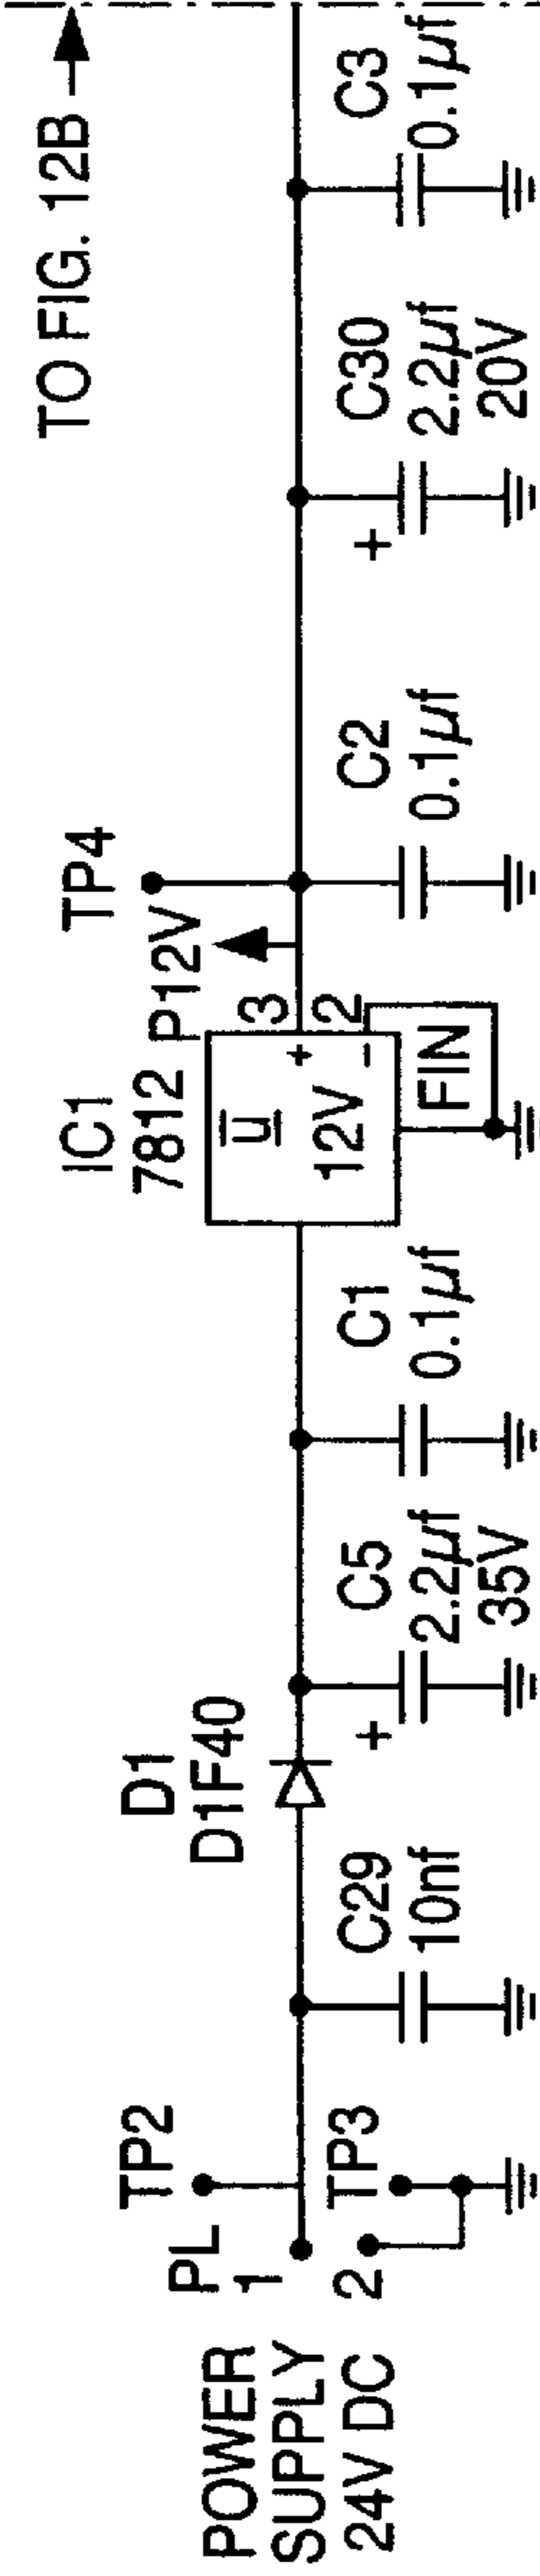 POWER
SUPPLY
24V DC
PL
1
2
TP2
TP3
C29
10nf
D1
D1F40
+
C5
2.2μf
35V
C1
0.1μf
IC1
7812
U
12V
+
−
3
2
FIN
P12V
TP4
C2
0.1μf
+
C30
2.2μf
20V
C3
0.1μf
TO FIG. 12B